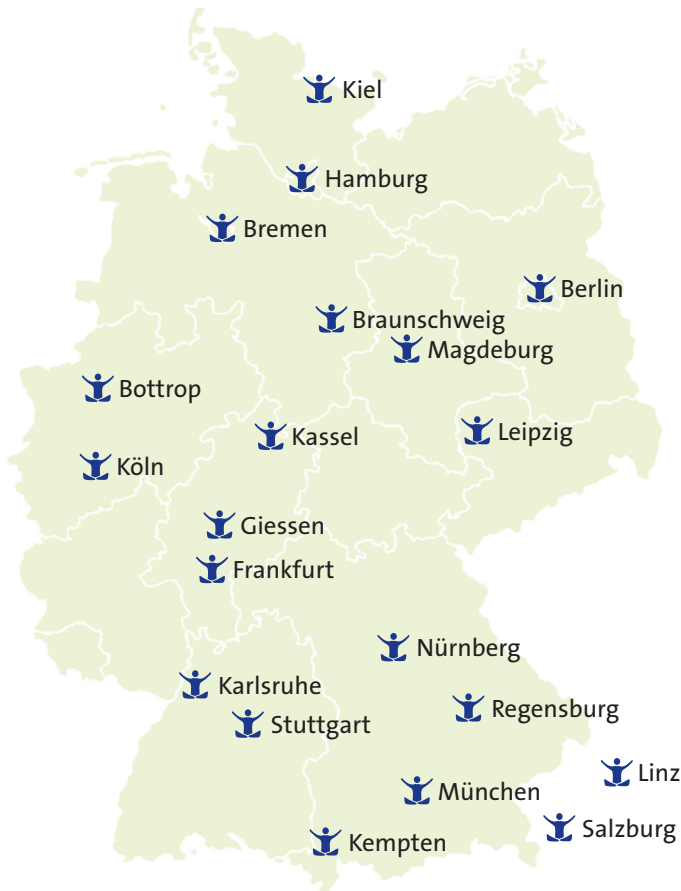 Kiel
Hamburg
Bremen
Berlin
Braunschweig
Magdeburg
Bottrop
Kassel
Leipzig
Köln
Giessen
Frankfurt
Nürnberg
Karlsruhe
Regensburg
Stuttgart
Linz
München
Salzburg
Kempten